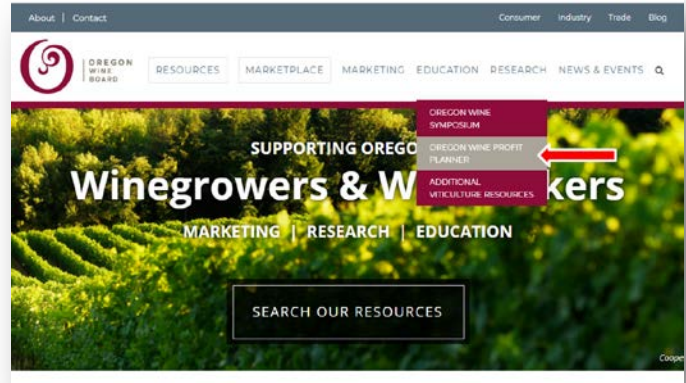 About | Contact
Consumer Industry Trade Blog
OREGON
WINE
BOARD
RESOURCES MARKETPLACE MARKETING EDUCATION RESEARCH NEWS & EVENTS
OREGON WINE
SYMPOSIUM
OREGON WINE PROFIT
PLANNER
ADDITIONAL
VITICULTURE RESOURCES
SUPPORTING OREGO
Winegrowers & W kers
MARKETING | RESEARCH | EDUCATION
SEARCH OUR RESOURCES
Coope